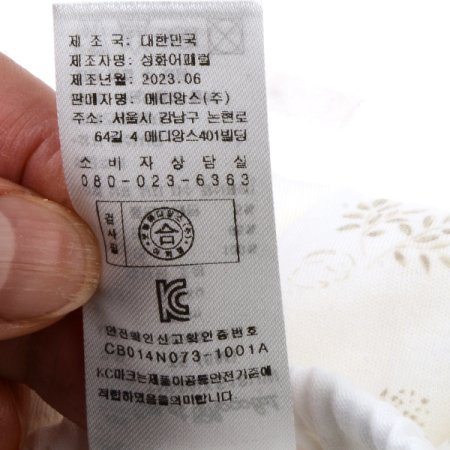 제 조 국: 대한민국
제조자명: 성화어패럴
제조년월: 2023.06
판매자명: 메디앙스(주)
주소: 서울시 강남구 논현로
64길 4 메디앙스401빌딩
소 비 자 상 담 실
080-023-6363
검사필
合
KC
안전확인신고확인증번호
CB014N073-1001A
KC마크는제품이공통안전기준에
적합하였음을의미합니다